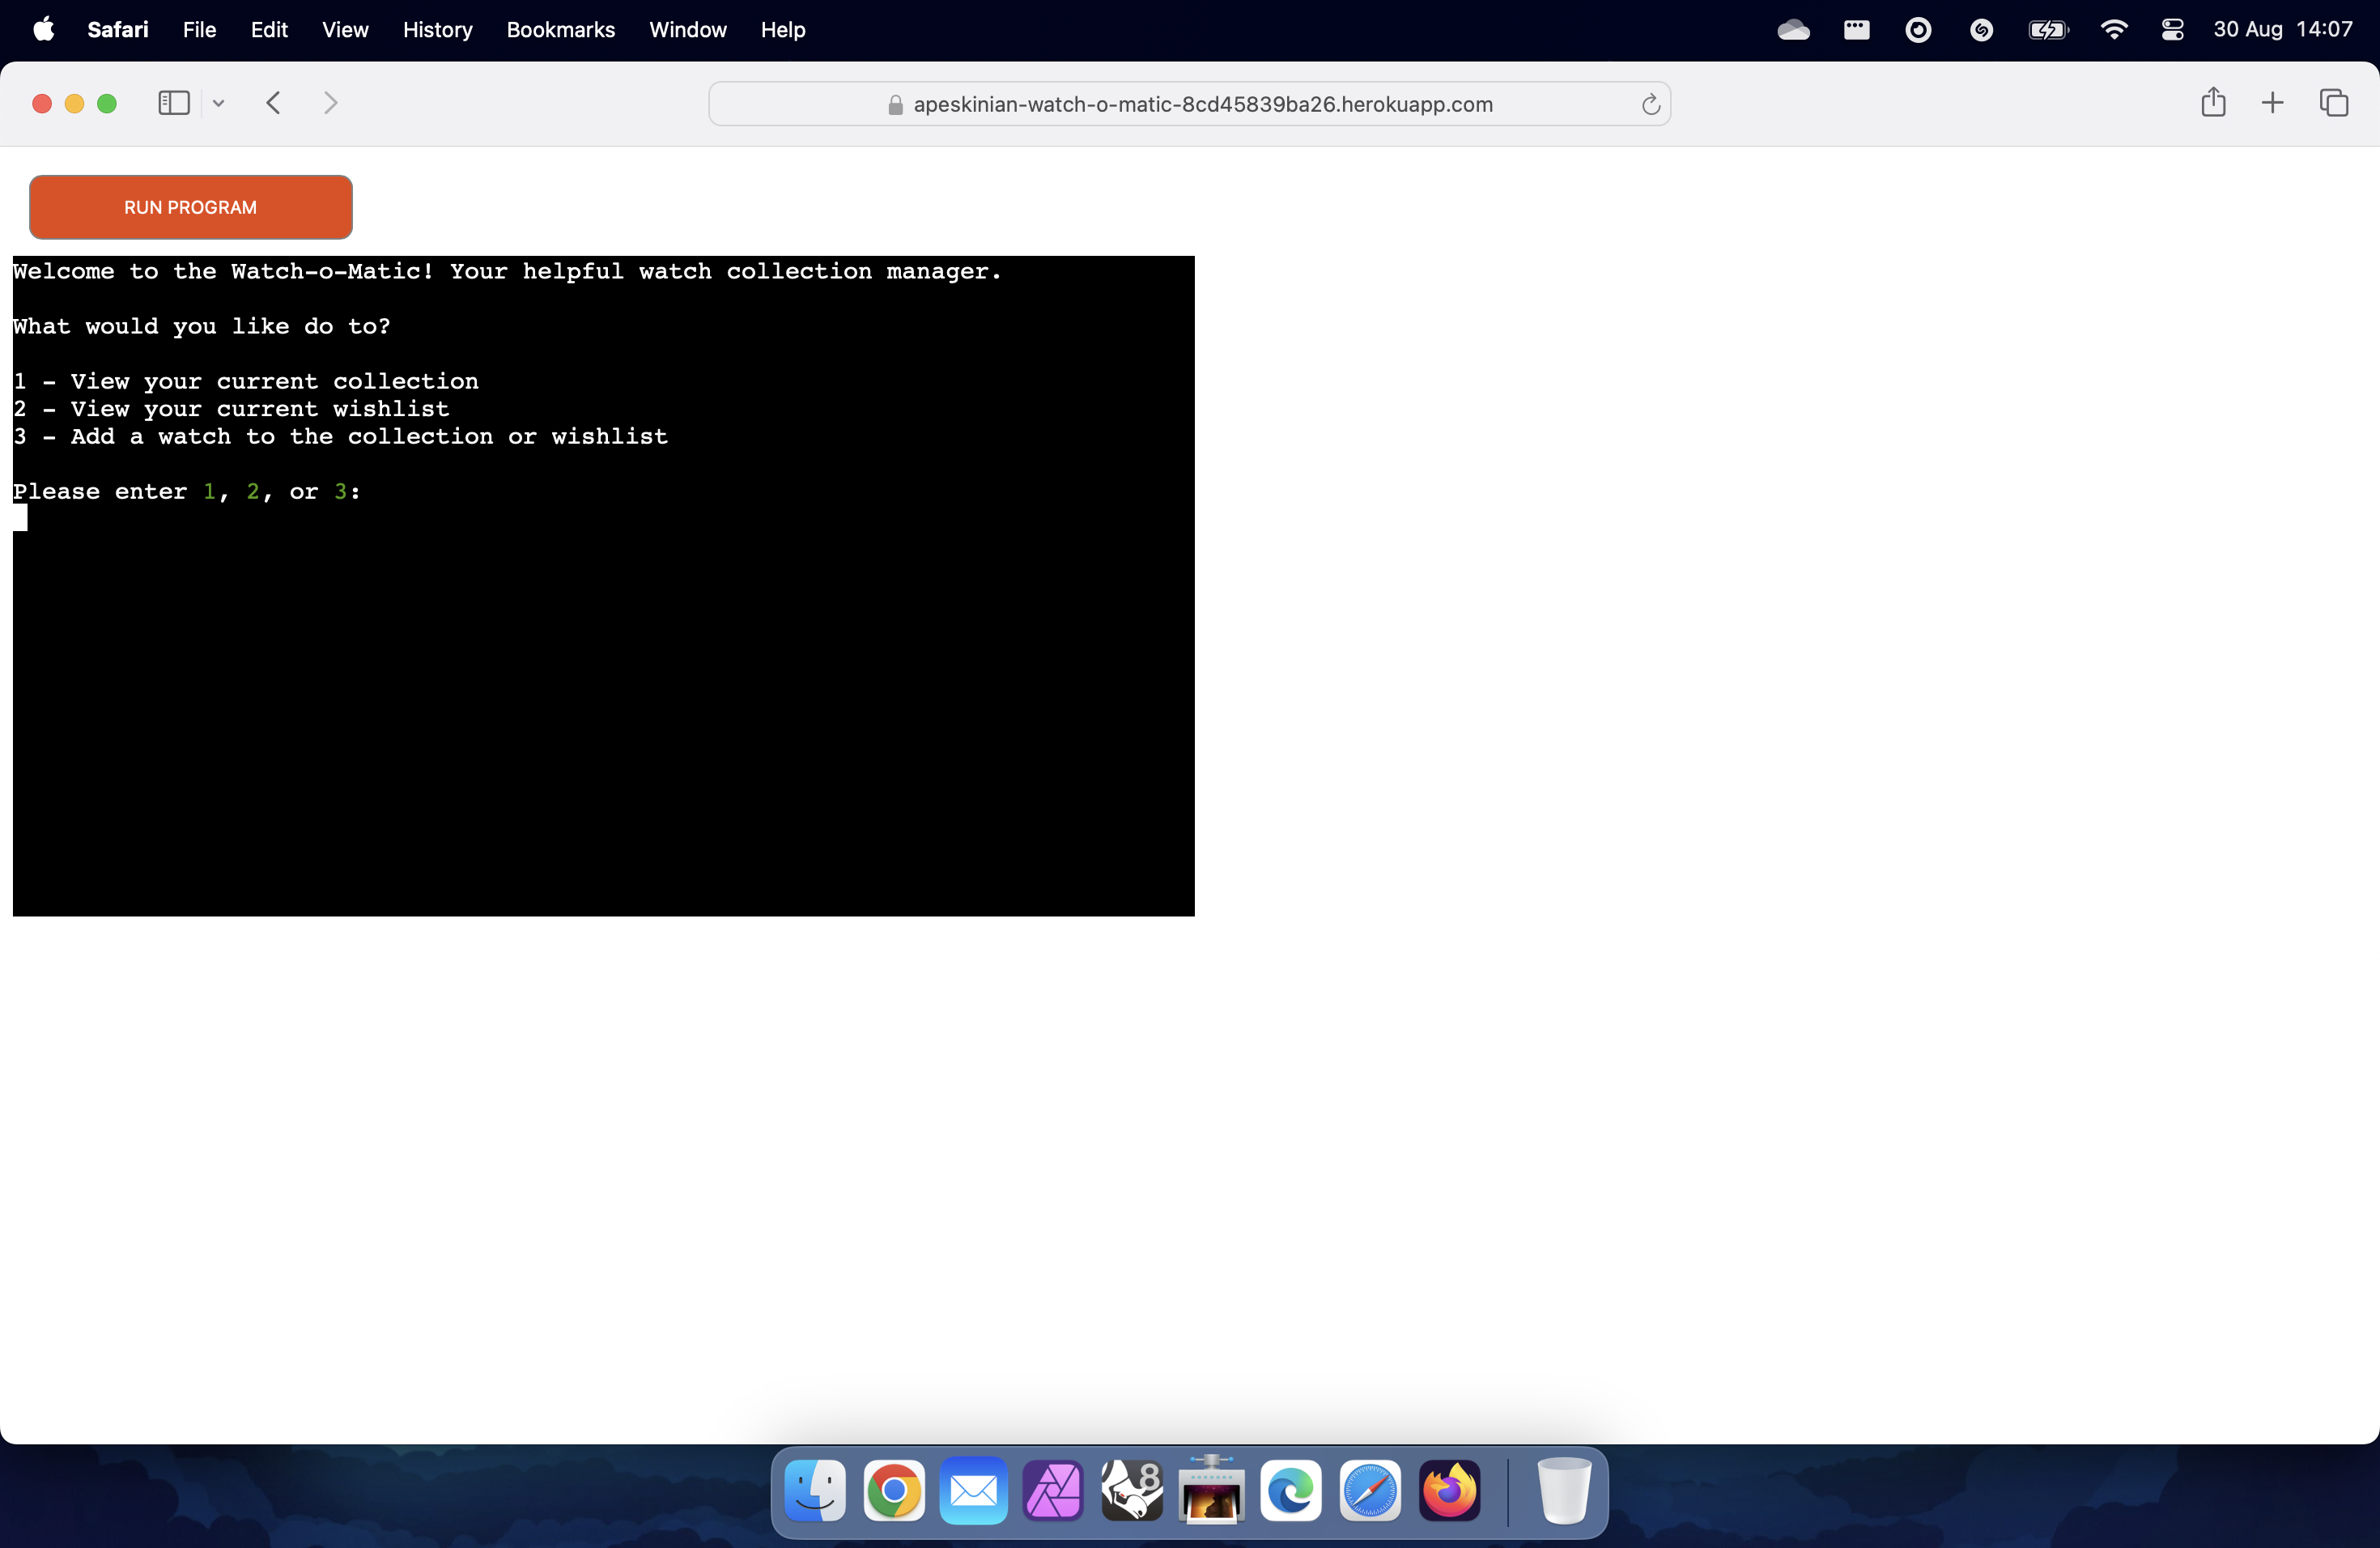 Safari File Edit View History Bookmarks Window Help 30 Aug 14:07
apeskinian-watch-o-matic-8cd45839ba26.herokuapp.com
RUN PROGRAM
Welcome to the Watch-o-Matic! Your helpful watch collection manager.
What would you like do to?
1 - View your current collection
2 - View your current wishlist
3 - Add a watch to the collection or wishlist
Please enter 1, 2, or 3:
8